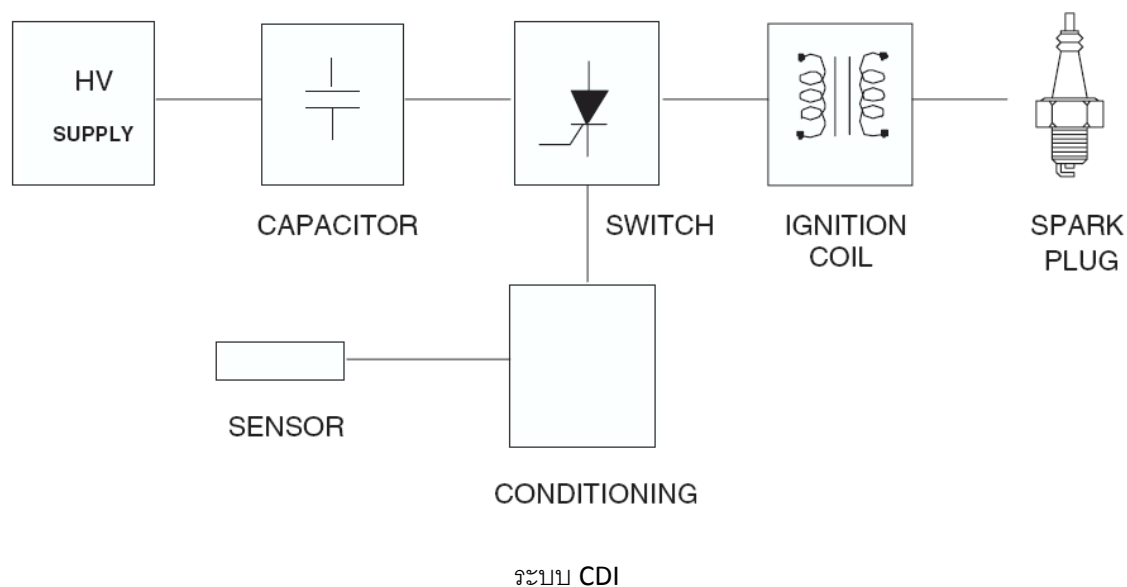 HV
SUPPLY
CAPACITOR
SWITCH
IGNITION
COIL
SPARK
PLUG
SENSOR
CONDITIONING
ระบบ CDI